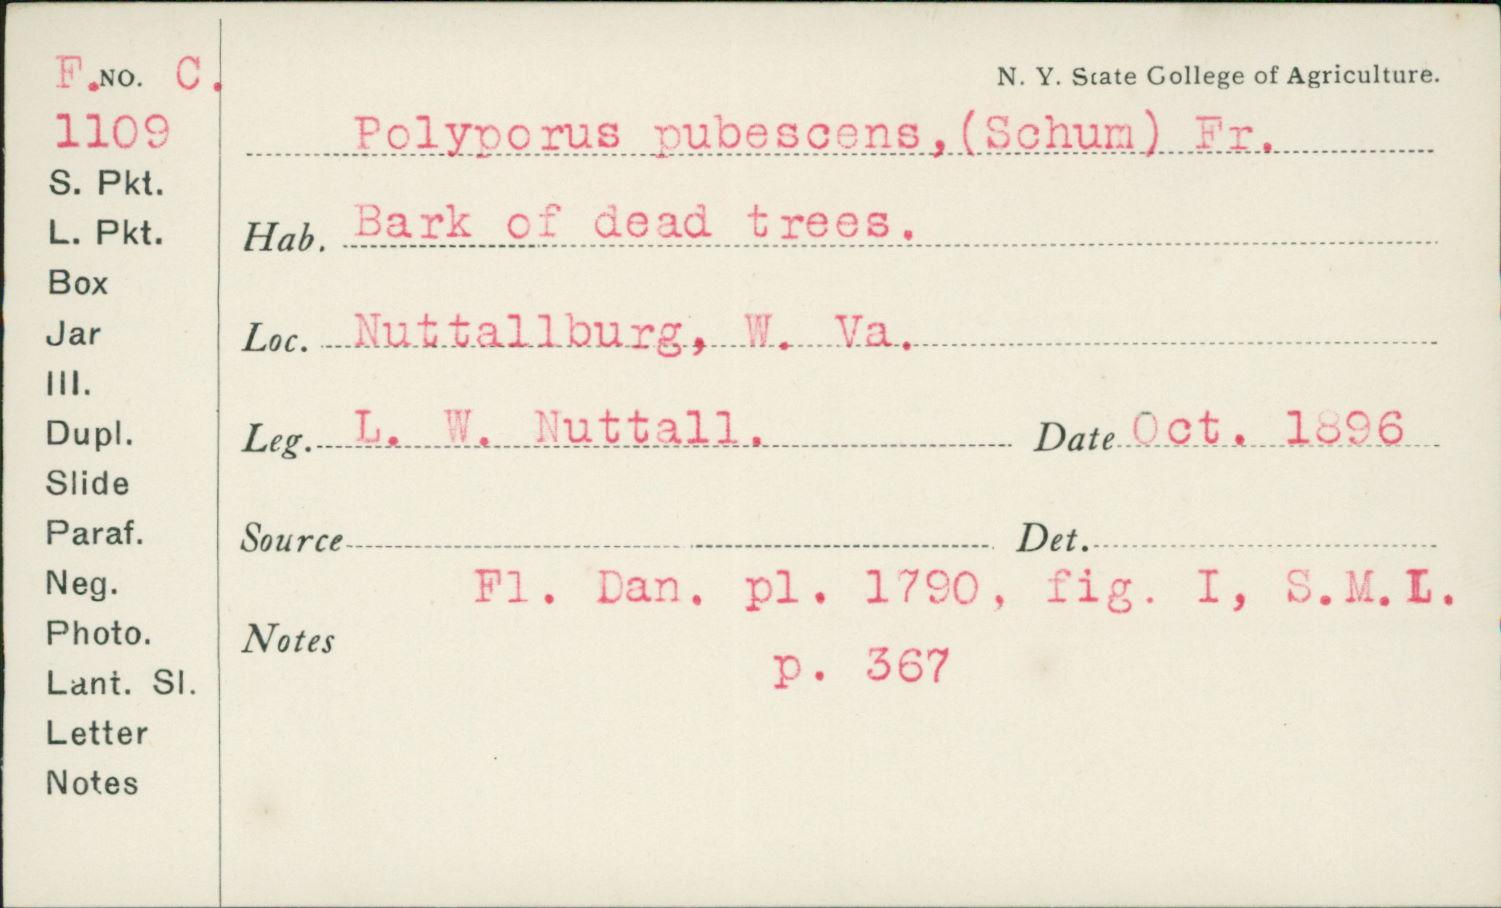 F. NO. C.
N. Y. State College of Agriculture.
1109
Polyporus pubescens, (Schum) Fr.
S. Pkt.
L. Pkt.
Hab. Bark of dead trees.
Box
Jar
Loc. Nuttallburg, W. Va.
Ill.
Dupl.
Leg. L. W. Nuttall. Date Oct. 1896
Slide
Paraf.
Source Det.
Neg.
Fl. Dan. pl. 1790, fig. I, S.M.L.
Photo.
Notes
p. 367
Lant. Sl.
Letter
Notes